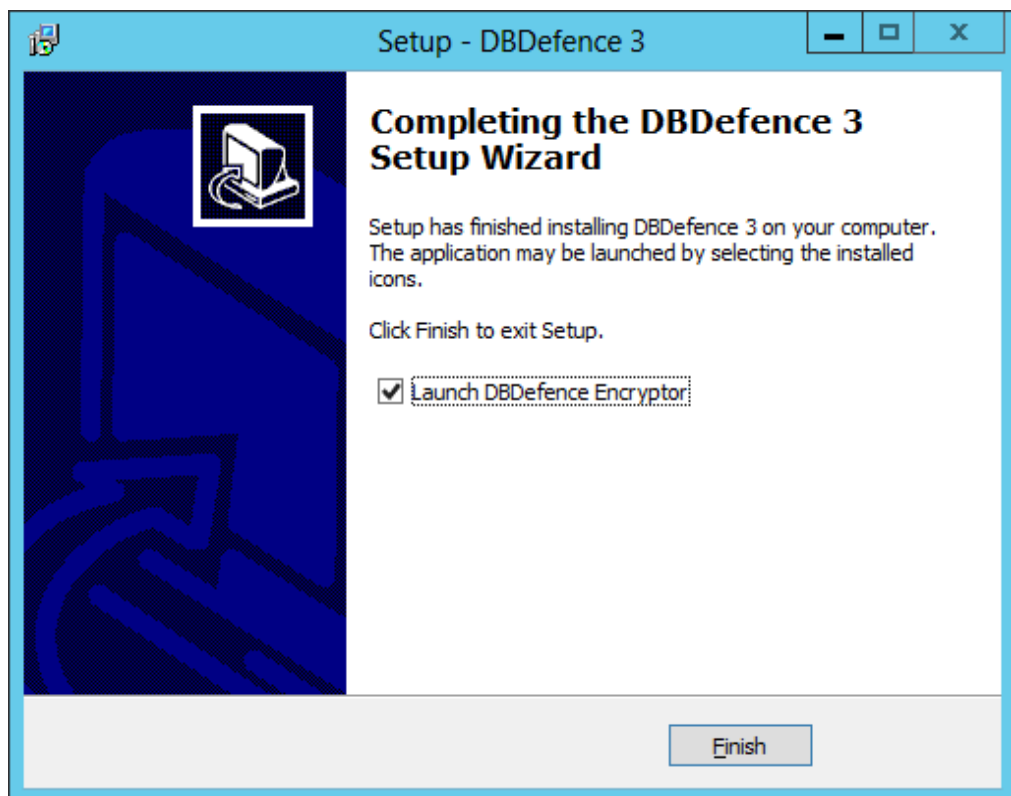 Setup - DBDefence 3
Completing the DBDefence 3
Setup Wizard
Setup has finished installing DBDefence 3 on your computer.
The application may be launched by selecting the installed
icons.
Click Finish to exit Setup.
Launch DBDefence Encryptor
Finish